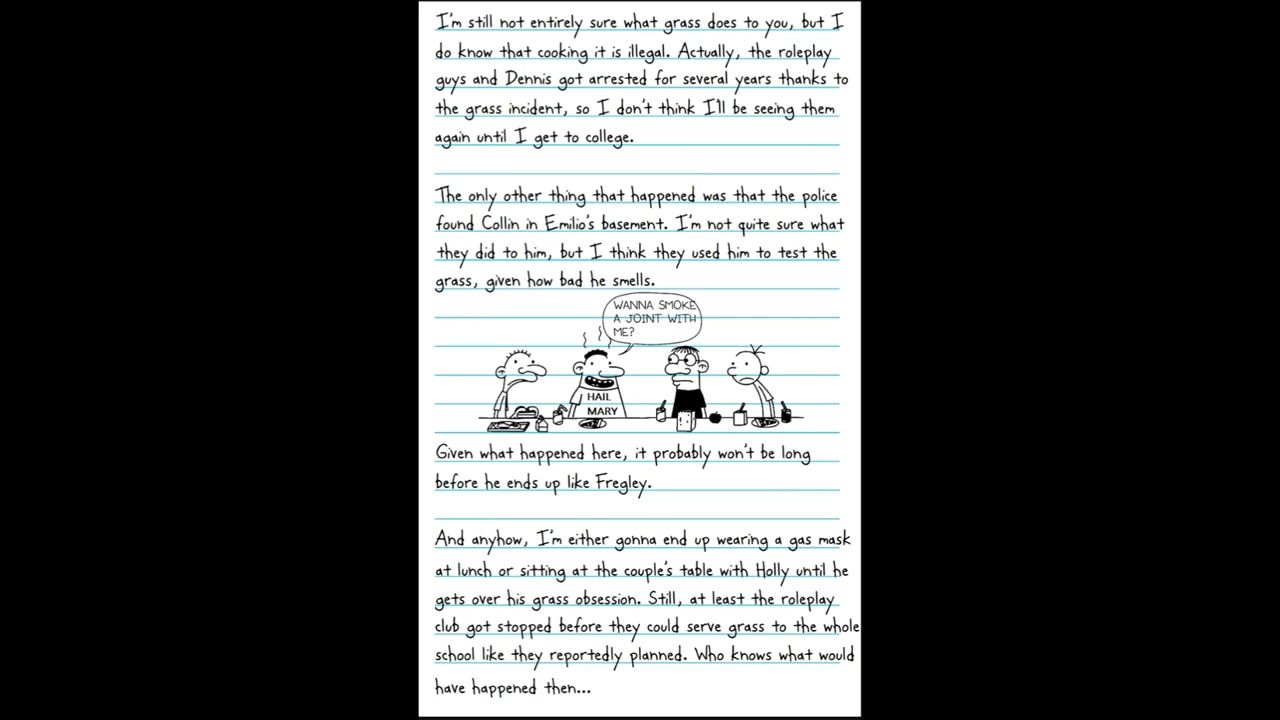 I'm still not entirely sure what grass does to you, but I
do know that cooking it is illegal. Actually, the roleplay
guys and Dennis got arrested for several years thanks to
the grass incident, so I don't think I'll be seeing them
again until I get to college.
The only other thing that happened was that the police
found Collin in Emilio's basement. I'm not quite sure what
they did to him, but I think they used him to test the
grass, given how bad he smells.
WANNA SMOKE
A JOINT WITH
ME?
HAIL
MARY
Given what happened here, it probably won't be long
before he ends up like Fregley.
And anyhow, I'm either gonna end up wearing a gas mask
at lunch or sitting at the couple's table with Holly until he
gets over his grass obsession. Still, at least the roleplay
club got stopped before they could serve grass to the whole
school like they reportedly planned. Who knows what would
have happened then...